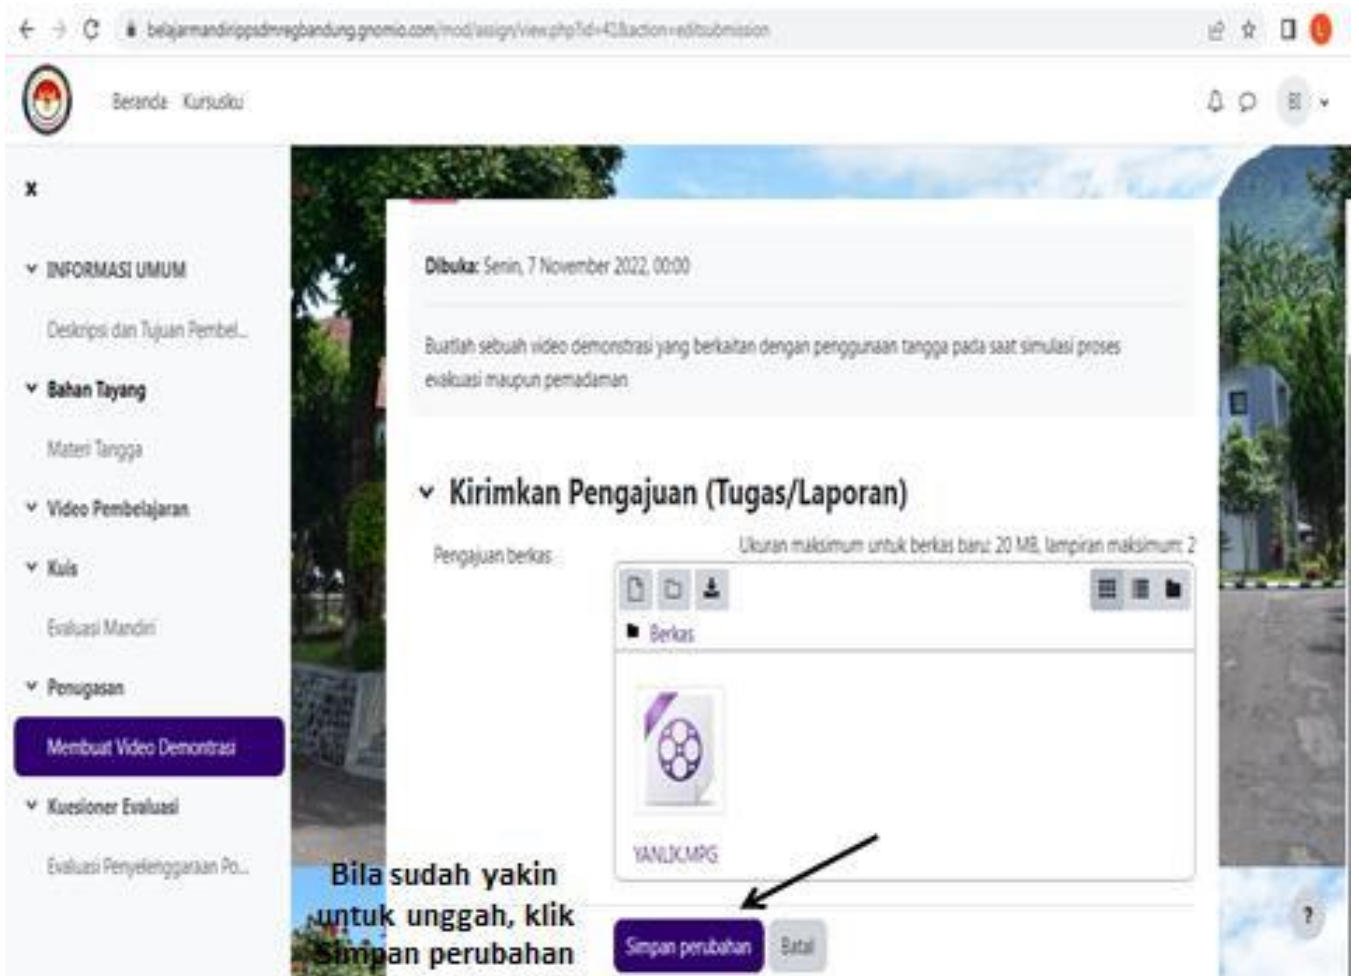 belajarmandirippsdmregbandung.gnomio.com/mod/assign/view.php?id=41&action=editsubmission
Beranda Kursusku
BI
x
INFORMASI UMUM
Deskripsi dan Tujuan Pembel...
Bahan Tayang
Materi Tangga
Video Pembelajaran
Kuis
Evaluasi Mandiri
Penugasan
Membuat Video Demontrasi
Kuesioner Evaluasi
Evaluasi Penyelenggaraan Po...
Dibuka: Senin, 7 November 2022, 00:00
Buatlah sebuah video demonstrasi yang berkaitan dengan penggunaan tangga pada saat simulasi proses
evakuasi maupun pemadaman
Kirimkan Pengajuan (Tugas/Laporan)
Pengajuan berkas
Ukuran maksimum untuk berkas baru: 20 MB, lampiran maksimum: 2
Berkas
YANLIK.MPG
Bila sudah yakin
untuk unggah, klik
Simpan perubahan
Simpan perubahan
Batal
?